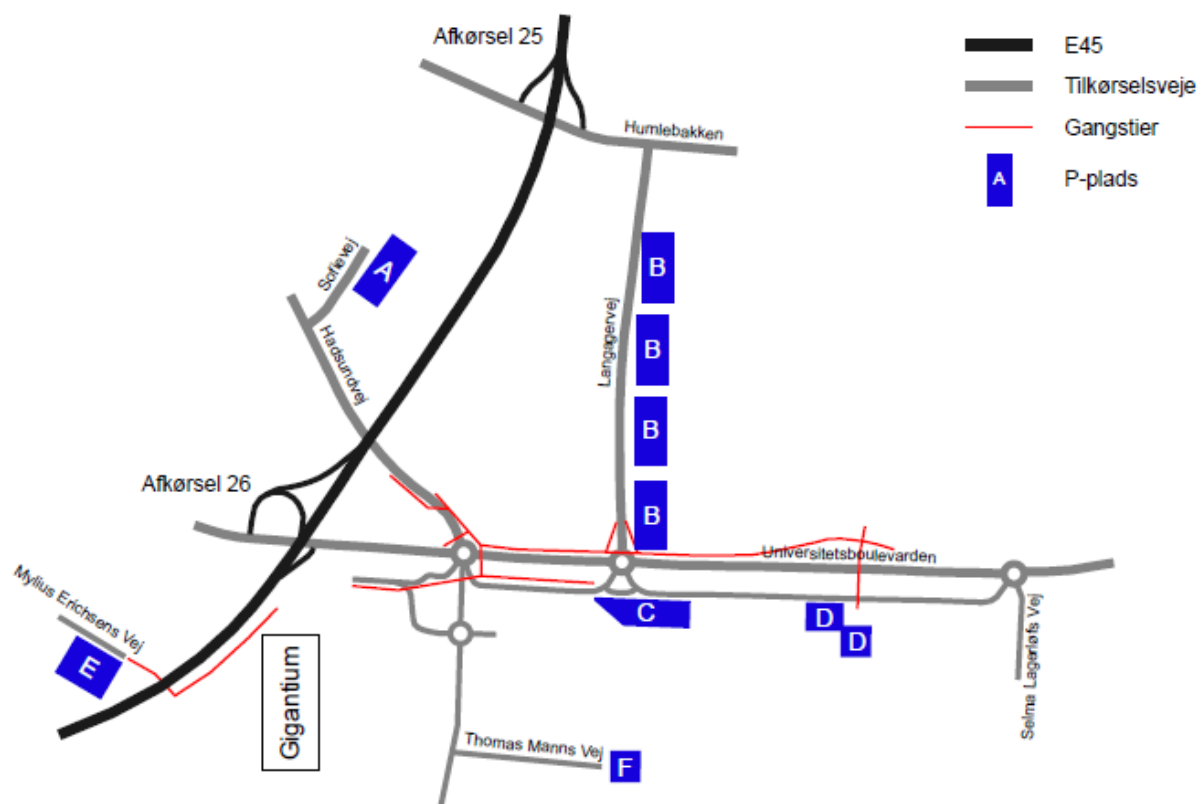 Afkørsel 25
E45
Tilkørselsveje
Gangstier
A
P-plads
Humlebakken
Sofievej
A
B
Hadsundvej
Langagervej
B
B
Afkørsel 26
B
Universitetsboulevarden
Mylius Erichsens Vej
C
D
D
E
Selma Lagerløfs Vej
Gigantium
Thomas Manns Vej
F